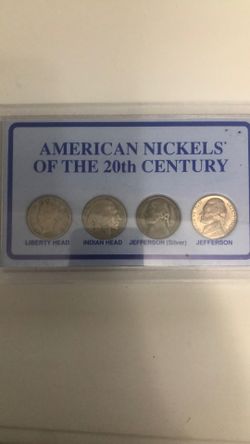 AMERICAN NICKELS'
OF THE 20th CENTURY
LIBERTY HEAD INDIAN HEAD JEFFERSON (Silver) JEFFERSON